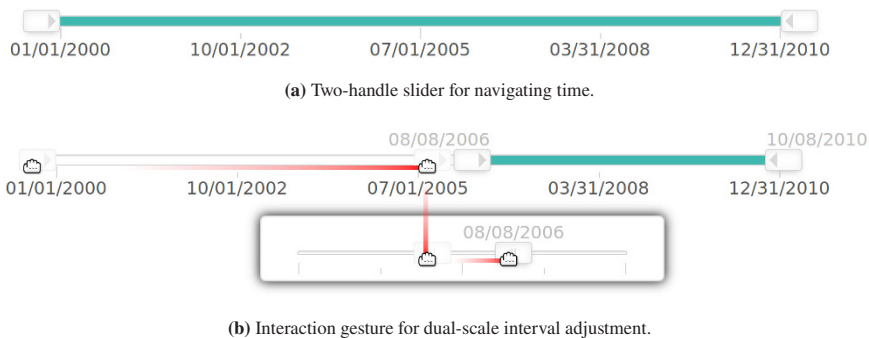 01/01/2000 10/01/2002 07/01/2005 03/31/2008 12/31/2010
(a) Two-handle slider for navigating time.
08/08/2006 10/08/2010
01/01/2000 10/01/2002 07/01/2005 03/31/2008 12/31/2010
08/08/2006
(b) Interaction gesture for dual-scale interval adjustment.